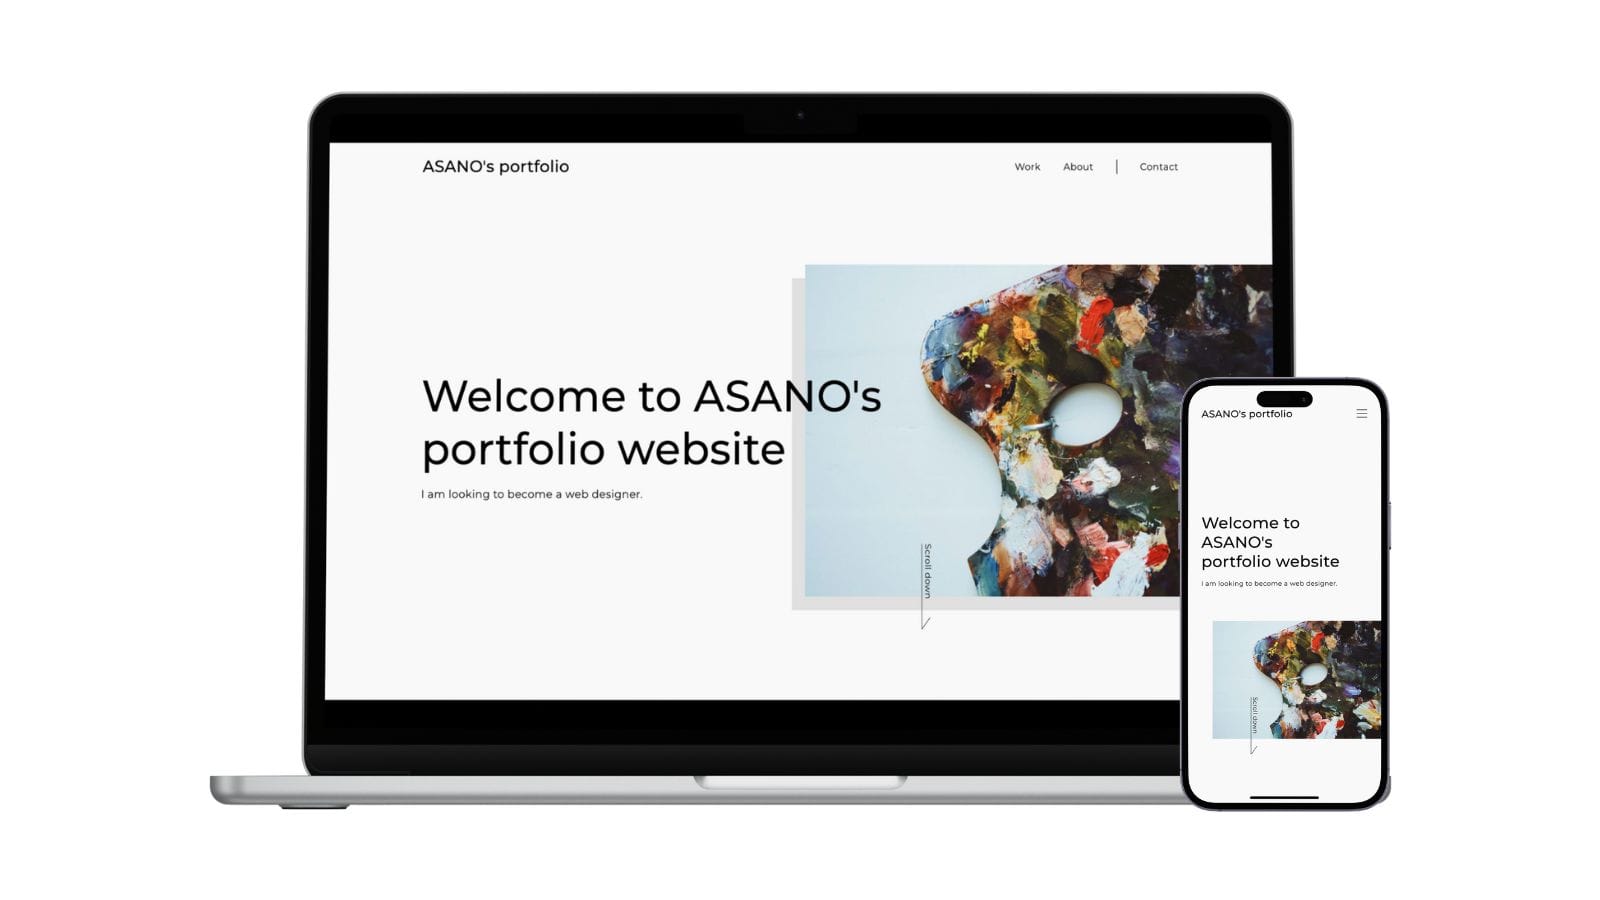 ASANO's portfolio
Work About Contact
Welcome to ASANO's
portfolio website
I am looking to become a web designer.
Scroll down
ASANO's portfolio
Welcome to
ASANO's
portfolio website
I am looking to become a web designer.
Scroll down